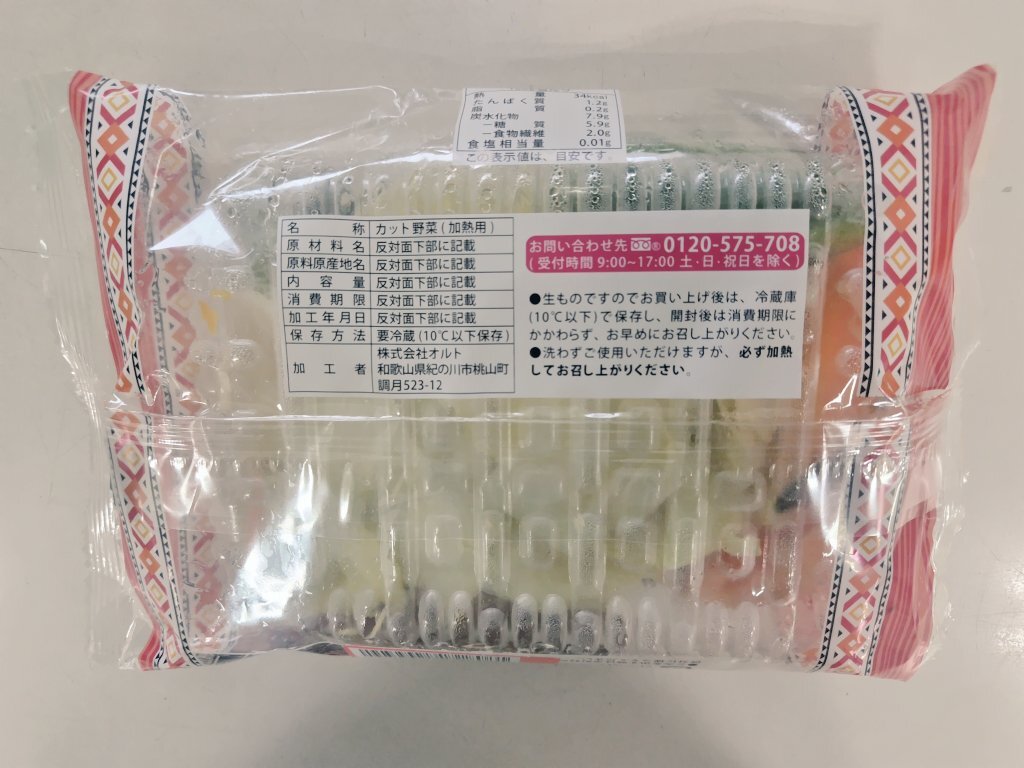 熱量 34kcal
たんぱく質 1.2g
脂質 0.2g
炭水化物 7.9g
－糖質 5.9g
－食物繊維 2.0g
食塩相当量 0.01g
この表示値は、目安です。
名称 カット野菜(加熱用)
原材料名 反対面下部に記載
原料原産地名 反対面下部に記載
内容量 反対面下部に記載
消費期限 反対面下部に記載
加工年月日 反対面下部に記載
保存方法 要冷蔵(10℃以下保存)
加工者 株式会社オルト
和歌山県紀の川市桃山町
調月523-12
お問い合わせ先 ® 0120-575-708
(受付時間 9:00~17:00 土・日・祝日を除く)
●生ものですのでお買い上げ後は、冷蔵庫
(10℃以下)で保存し、開封後は消費期限に
かかわらず、お早めにお召し上がりください。
●洗わずご使用いただけますが、必ず加熱
してお召し上がりください。